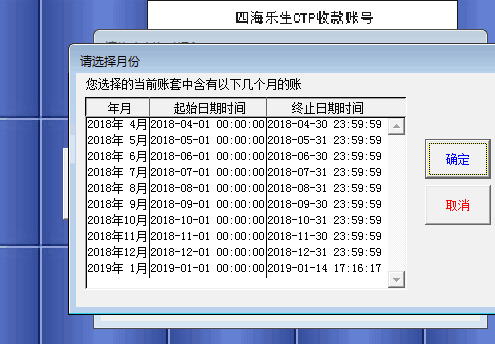 四海乐生CTP收款账号
请选择月份
您选择的当前账套中含有以下几个月的账
年月 起始日期时间 终止日期时间
2018年 4月 2018-04-01 00:00:00 2018-04-30 23:59:59
2018年 5月 2018-05-01 00:00:00 2018-05-31 23:59:59
2018年 6月 2018-06-01 00:00:00 2018-06-30 23:59:59
2018年 7月 2018-07-01 00:00:00 2018-07-31 23:59:59
2018年 8月 2018-08-01 00:00:00 2018-08-31 23:59:59
2018年 9月 2018-09-01 00:00:00 2018-09-30 23:59:59
2018年10月 2018-10-01 00:00:00 2018-10-31 23:59:59
2018年11月 2018-11-01 00:00:00 2018-11-30 23:59:59
2018年12月 2018-12-01 00:00:00 2018-12-31 23:59:59
2019年 1月 2019-01-01 00:00:00 2019-01-14 17:16:17
确定
取消